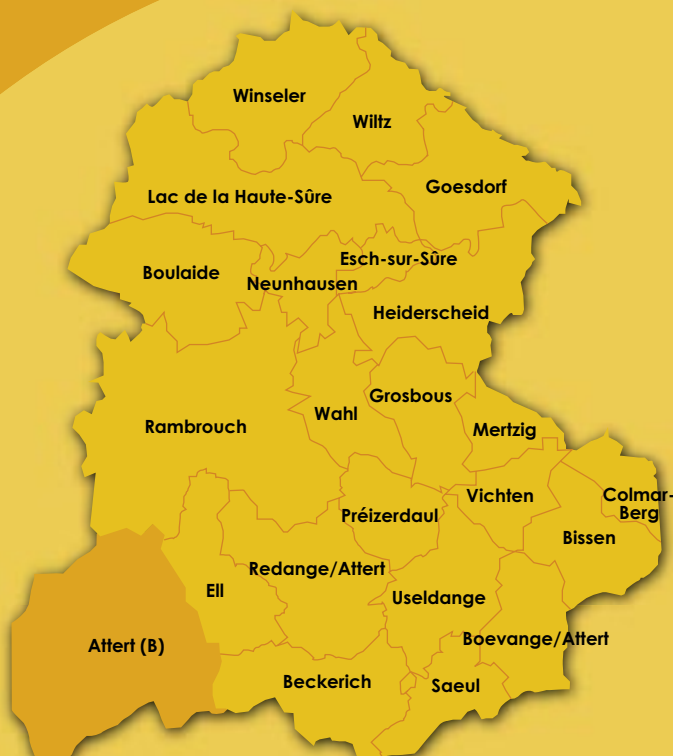 Winseler
Wiltz
Goesdorf
Lac de la Haute-Sûre
Esch-sur-Sûre
Boulaide
Neunhausen
Heiderscheid
Grosbous
Wahl
Rambrouch
Mertzig
Vichten
Colmar-
Berg
Préizerdaul
Bissen
Redange/Attert
Ell
Useldange
Boevange/Attert
Attert (B)
Beckerich
Saeul